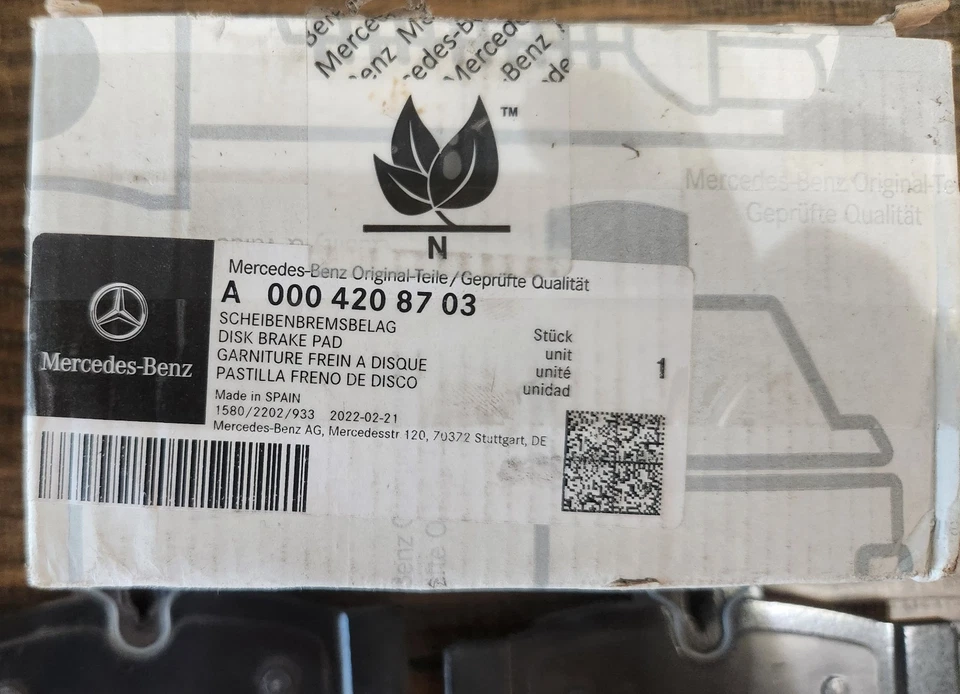 Mercedes-Benz
™
N
Mercedes-Benz Original-Te
Geprüfte Qualität
Mercedes-Benz
Mercedes-Benz Original-Teile/Geprüfte Qualität
A 000 420 87 03
SCHEIBENBREMSBELAG
DISK BRAKE PAD
GARNITURE FREIN A DISQUE
PASTILLA FRENO DE DISCO
Stück
unit
unité
unidad
1
Made in SPAIN
1580/2202/933 2022-02-21
Mercedes-Benz AG, Mercedesstr 120, 70372 Stuttgart, DE